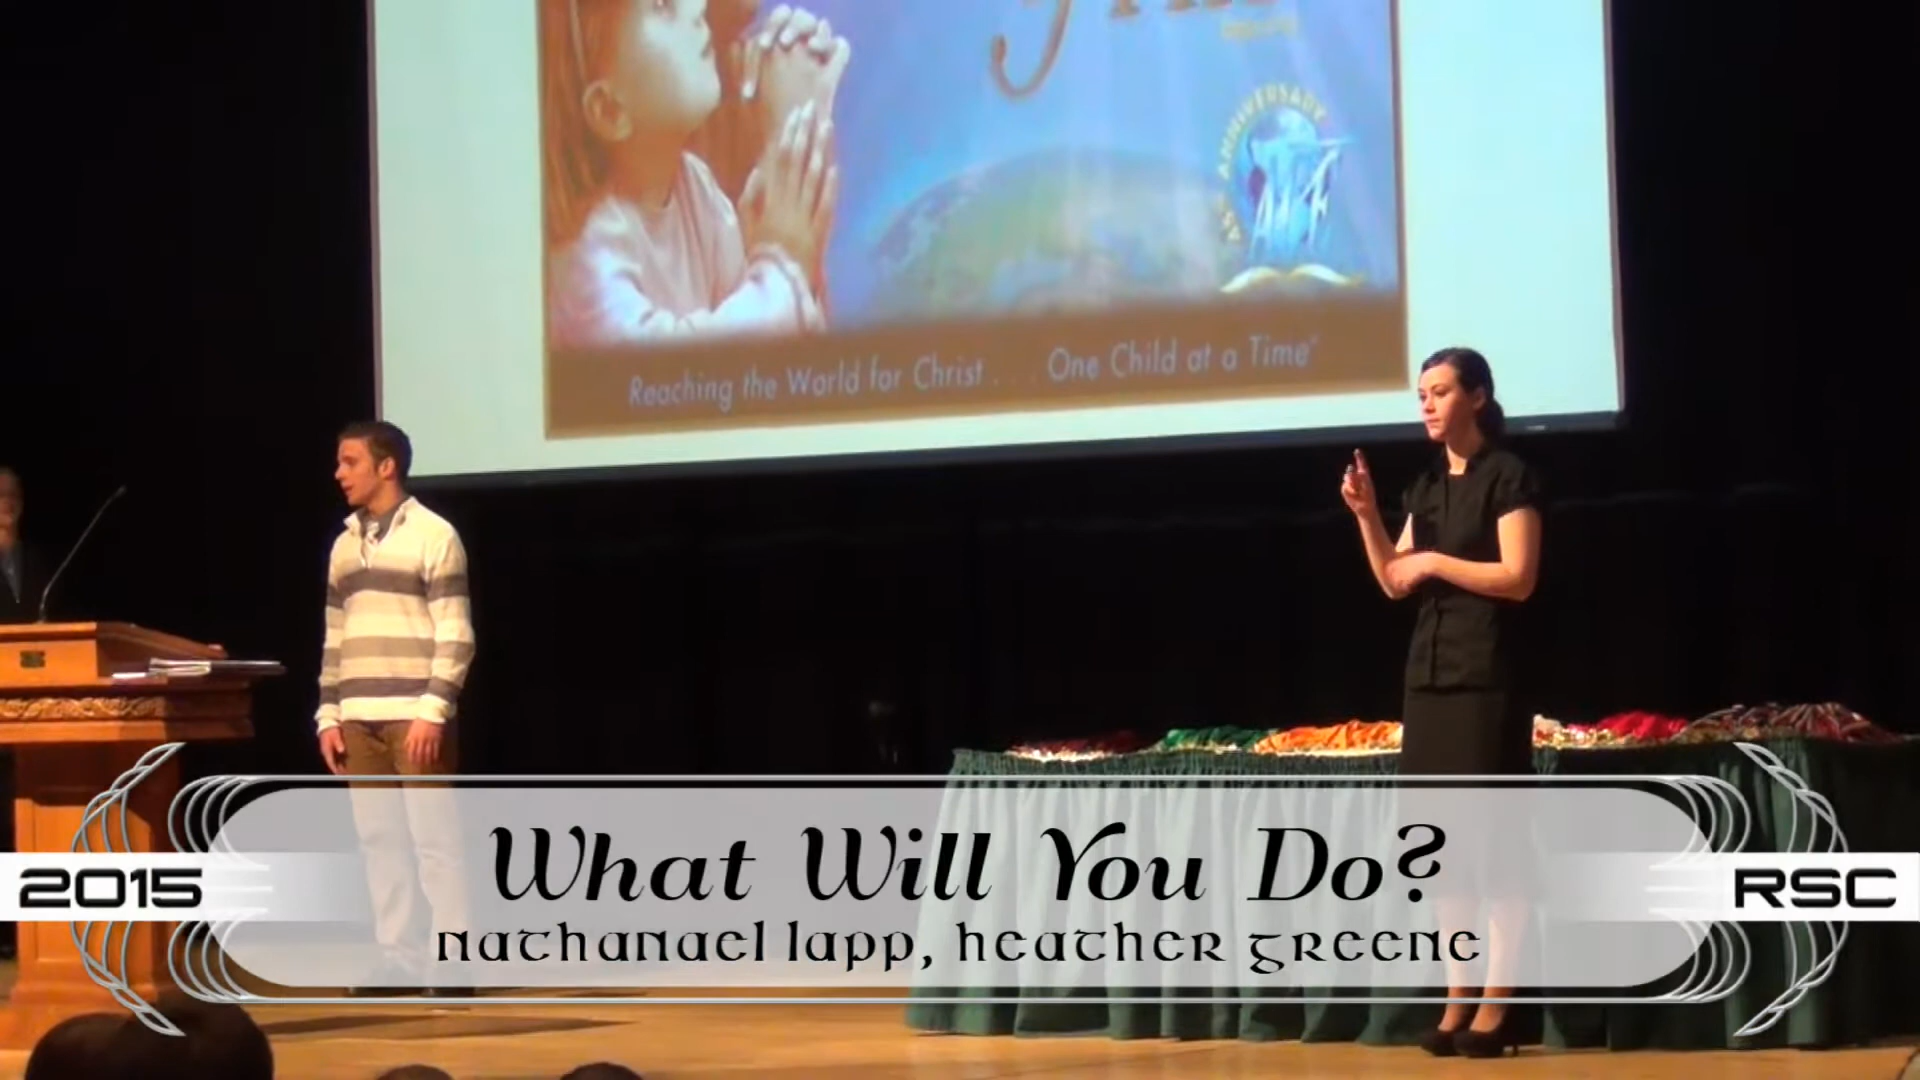 ANNIVERSARY
Reaching the World for Christ . . . One Child at a Time
What Will You Do?
2015
RSC
Nathanael Lapp, Heather Greene